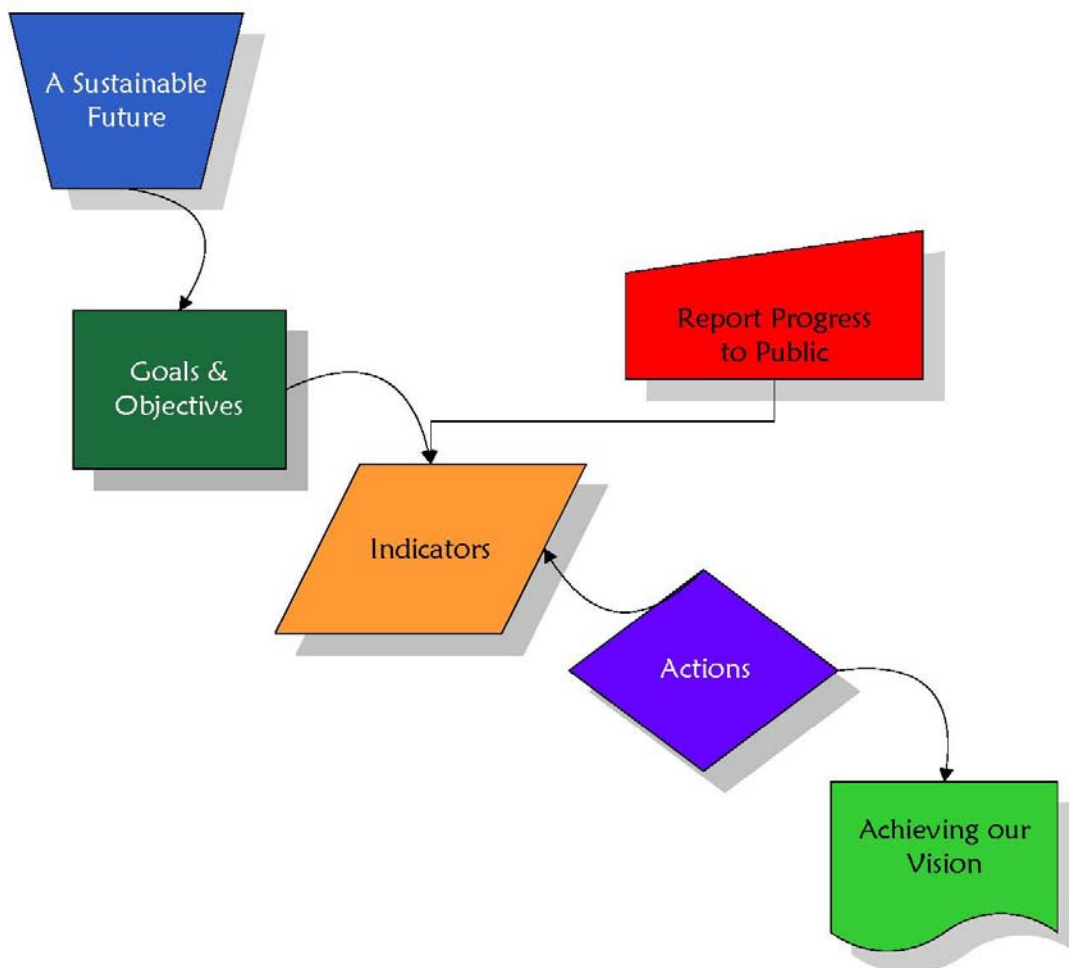 A Sustainable
Future
Report Progress
to Public
Goals &
Objectives
Indicators
Actions
Achieving our
Vision